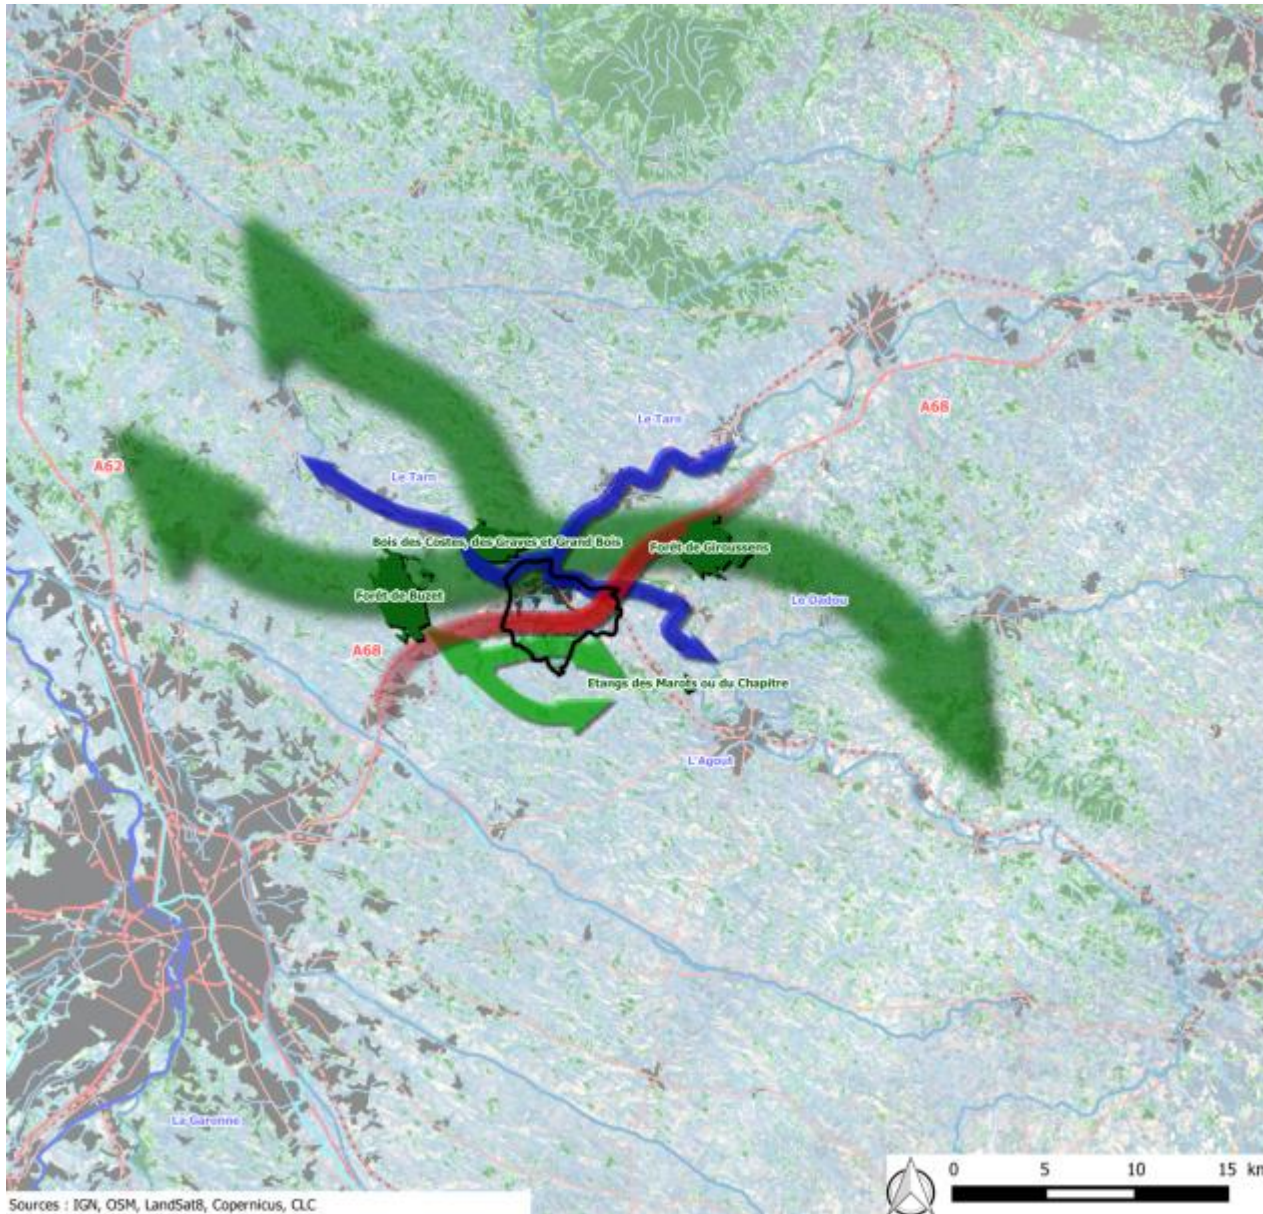 Le Tarn
A68
A62
Le Tarn
Bois des Costes, des Graves et Grand Bois
Forêt de Giroussens
Forêt de Buzet
Le Dadou
A68
Etangs des Marots ou du Chapitre
L'Agout
La Garonne
0 5 10 15 km
Sources : IGN, OSM, LandSat8, Copernicus, CLC